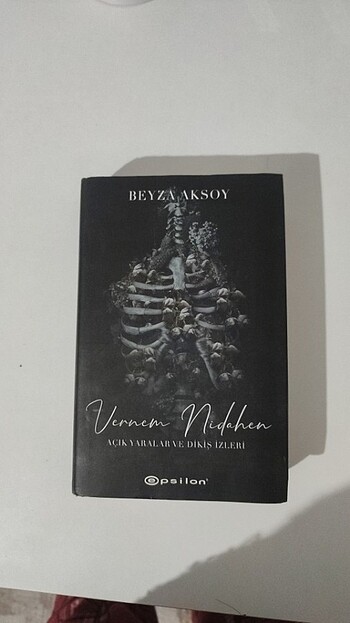 BEYZA AKSOY
Vernem Nidahen
AÇIK YARALAR VE DİKİŞ İZLERİ
epsilon